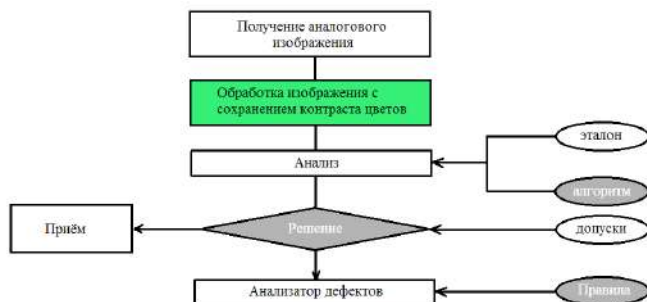 Получение аналогового
изображения
Обработка изображения с
сохранением контраста цветов
эталон
Анализ
алгоритм
Приём
Решение
допуски
Анализатор дефектов
Правила